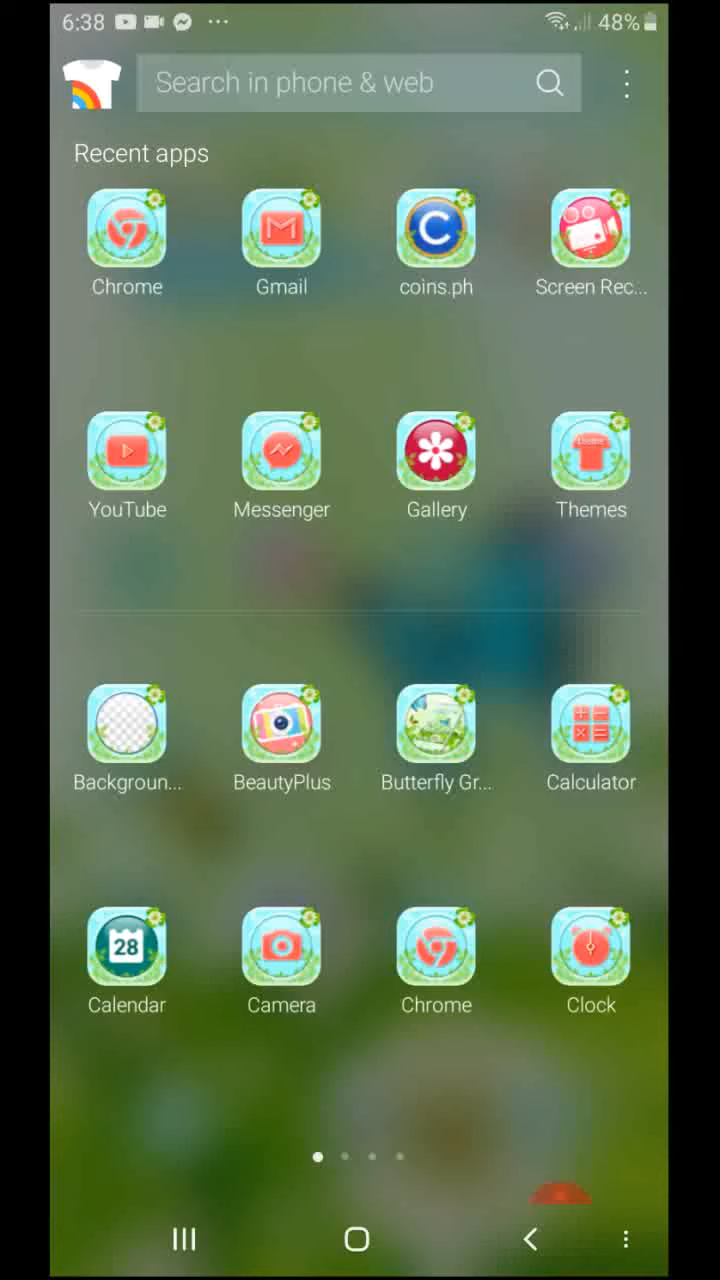 6:38 48%
Search in phone & web
Recent apps
Chrome Gmail coins.ph Screen Rec...
YouTube Messenger Gallery Themes
Backgroun... BeautyPlus Butterfly Gr... Calculator
28
Calendar Camera Chrome Clock